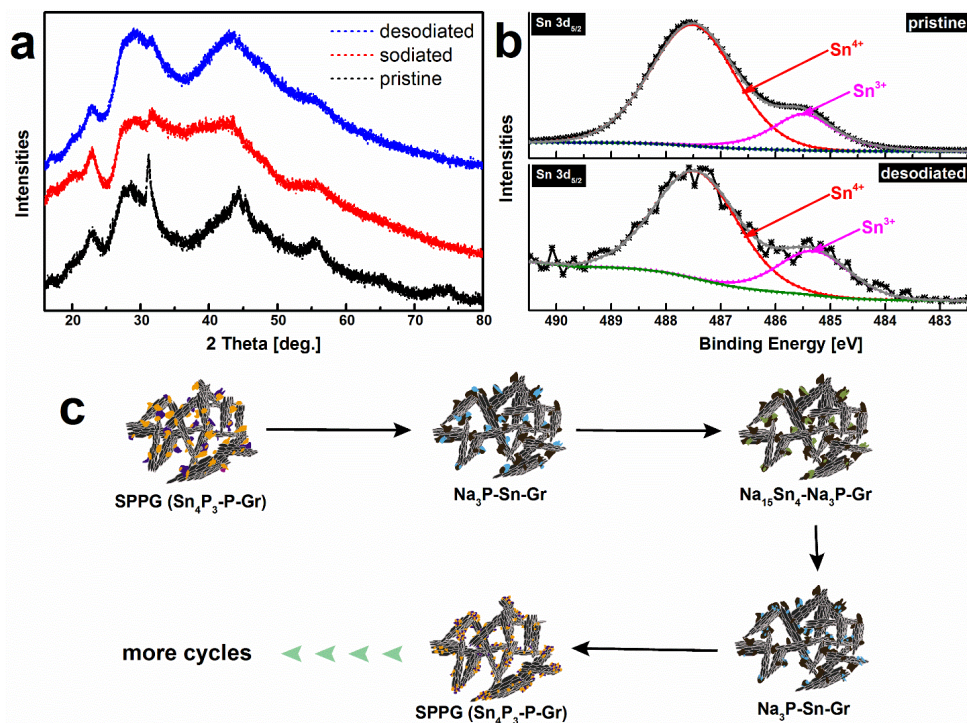 a
desodiated
sodiated
pristine
Intensities
20 30 40 50 60 70 80
2 Theta [deg.]
b
Sn 3d5/2
pristine
Sn4+
Sn3+
Intensities
Sn 3d5/2
desodiated
Sn4+
Sn3+
490 489 488 487 486 485 484 483
Binding Energy [eV]
c
SPPG (Sn4P3-P-Gr)
Na3P-Sn-Gr
Na15Sn4-Na3P-Gr
more cycles
SPPG (Sn4P3-P-Gr)
Na3P-Sn-Gr